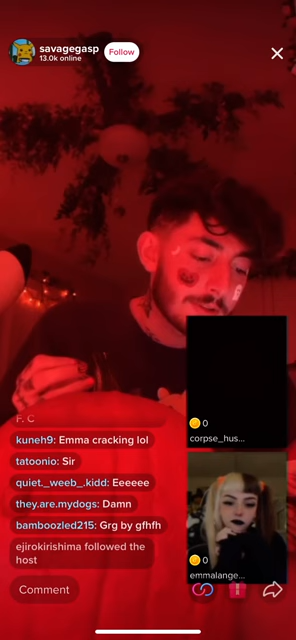 savagegasp
13.0k online
Follow
F. C
kuneh9: Emma cracking lol
tatoonio: Sir
quiet._weeb_.kidd: Eeeeee
they.are.mydogs: Damn
bamboozled215: Grg by gfhfh
ejirokirishima followed the
host
Comment
0
corpse_hus...
0
emmalange...